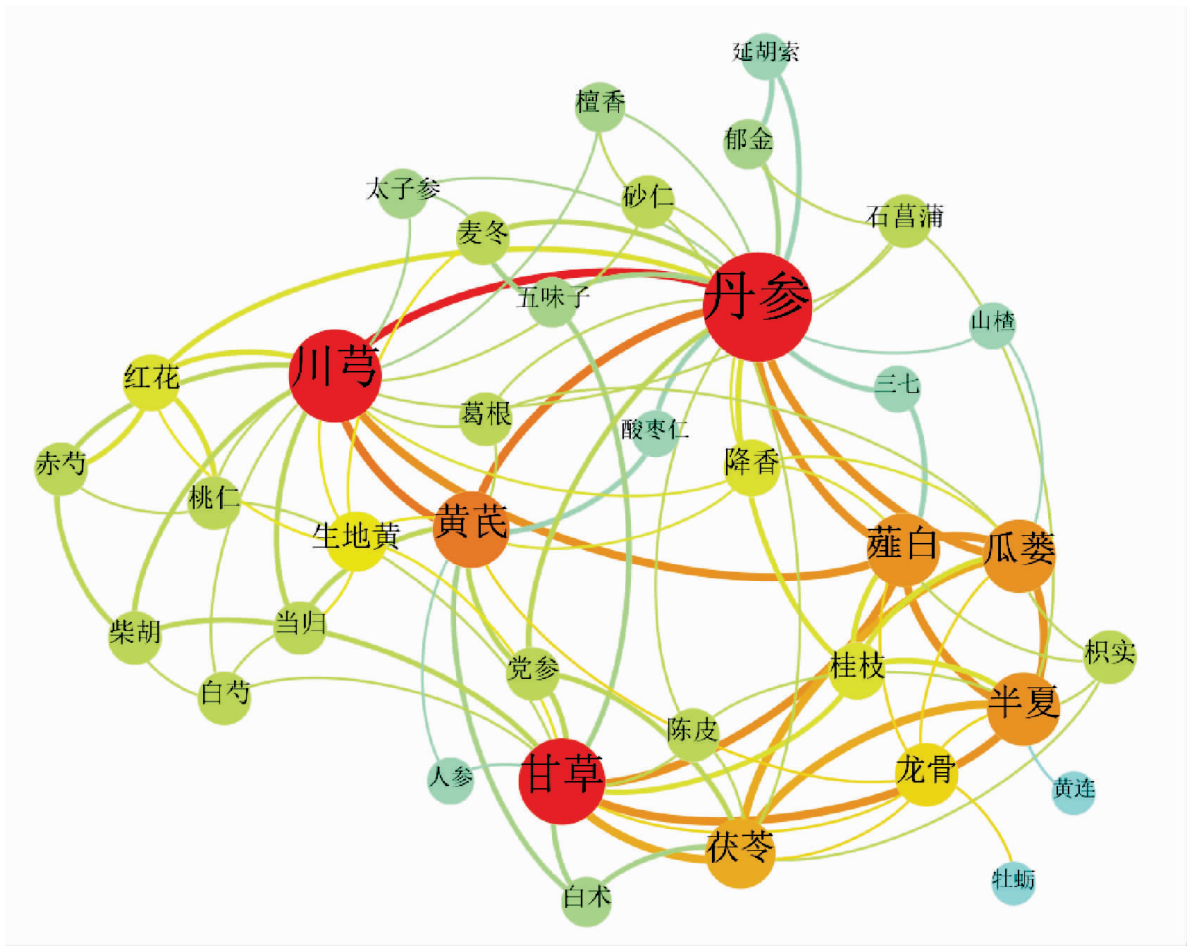 延胡索
檀香
郁金
太子参
砂仁
石菖蒲
麦冬
五味子
丹参
山楂
川芎
红花
三七
葛根
酸枣仁
降香
赤芍
桃仁
生地黄
黄芪
薤白
瓜蒌
柴胡
当归
党参
桂枝
枳实
白芍
半夏
陈皮
人参
甘草
龙骨
黄连
茯苓
牡蛎
白术